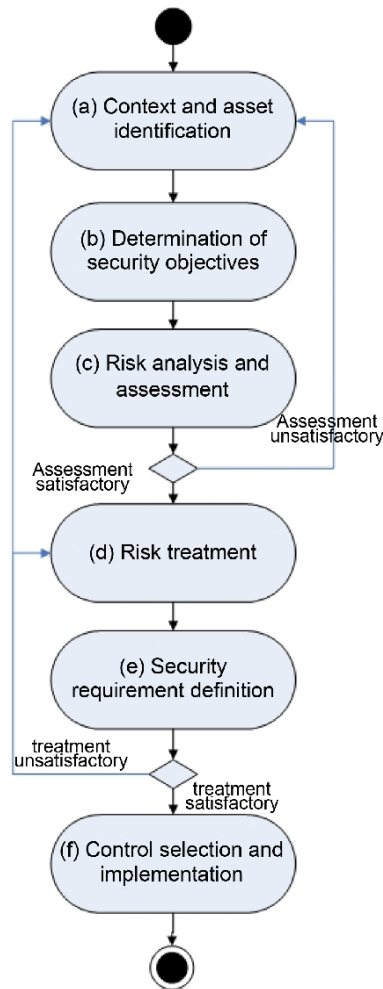 (a) Context and asset
identification
(b) Determination of
security objectives
(c) Risk analysis and
assessment
Assessment
unsatisfactory
Assessment
satisfactory
(d) Risk treatment
(e) Security
requirement definition
treatment
unsatisfactory
treatment
satisfactory
(f) Control selection and
implementation